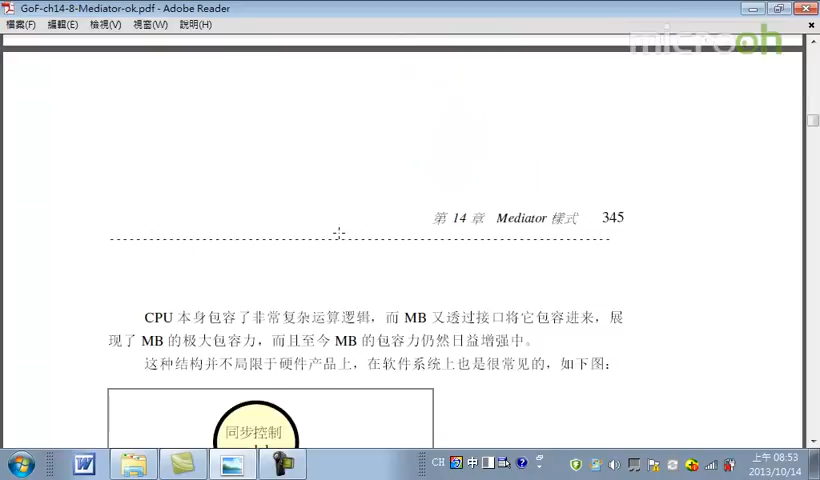 GoF-ch14-8-Mediator-ok.pdf - Adobe Reader
檔案(F) 編輯(E) 檢視(V) 視窗(W) 說明(H)
microoh
第 14 章 Mediator 樣式 345
CPU 本身包容了非常复杂运算逻辑，而 MB 又透过接口将它包容进来，展
现了 MB 的极大包容力，而且至今 MB 的包容力仍然日益增强中。
这种结构并不局限于硬件产品上，在软件系统上也是很常见的，如下图：
同步控制
CH 中
上午 08:53
2013/10/14